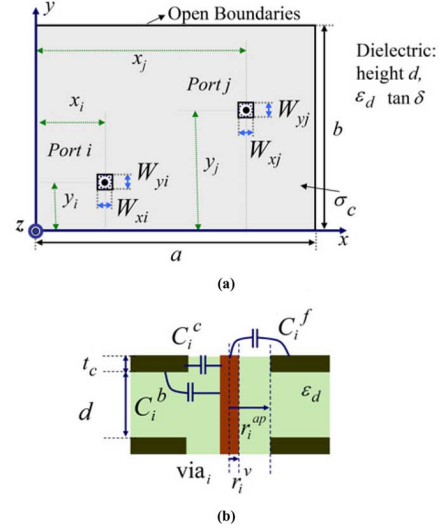 y
Open Boundaries
x_j
Dielectric:
height d,
ε_d tan δ
x_i
Port j
W_yj
b
Port i
W_xj
W_yi
y_j
y_i
W_xi
σ_c
z
x
a
(a)
C_i^c
C_i^f
t_c
C_i^b
ε_d
d
r_i^ap
via_i
r_i^v
(b)